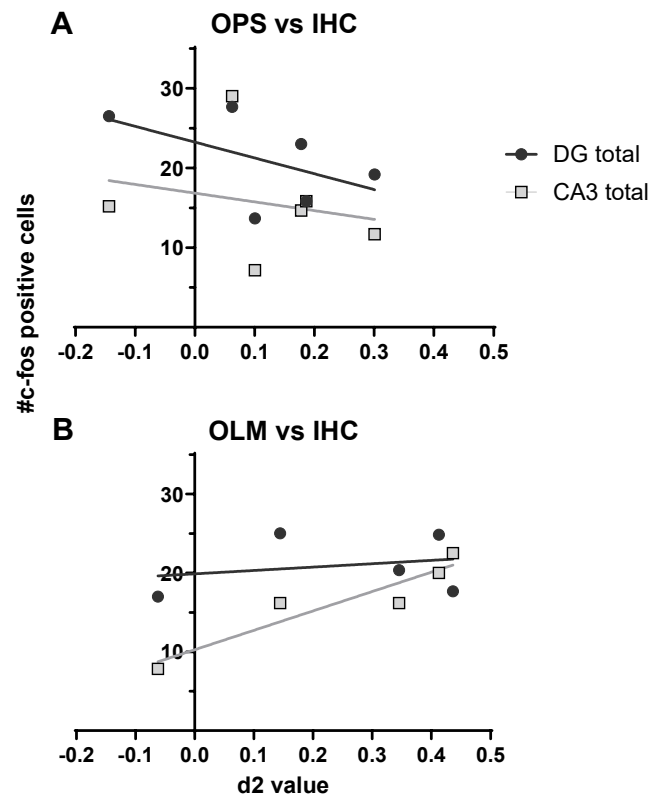 A
OPS vs IHC
30
20
10
-0.2 -0.1 0.0 0.1 0.2 0.3 0.4 0.5
DG total
CA3 total
#c-fos positive cells
B
OLM vs IHC
30
20
10
-0.2 -0.1 0.0 0.1 0.2 0.3 0.4 0.5
d2 value